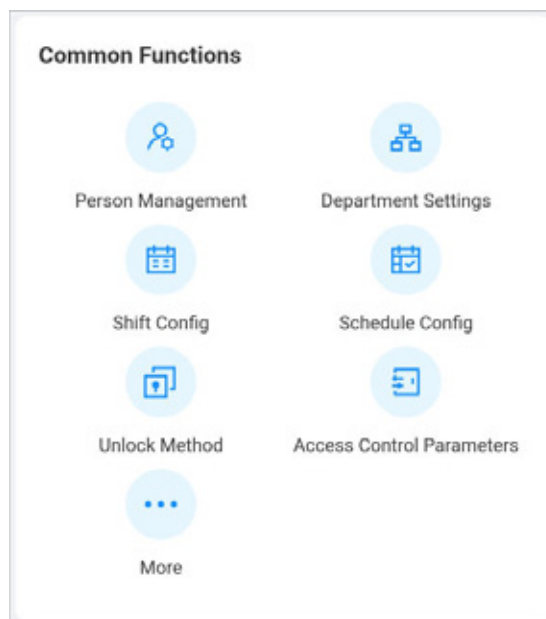 Common Functions
Person Management
Department Settings
Shift Config
Schedule Config
Unlock Method
Access Control Parameters
More